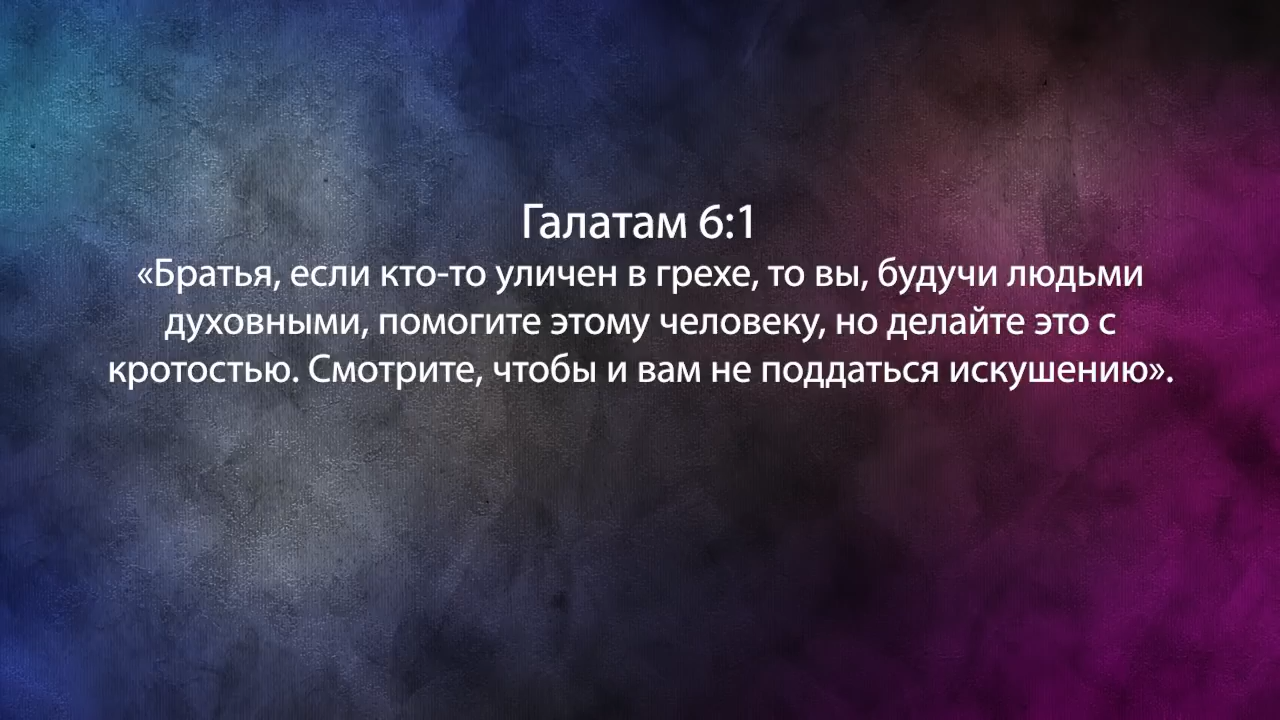 Галатам 6:1
«Братья, если кто-то уличен в грехе, то вы, будучи людьми
духовными, помогите этому человеку, но делайте это с
кротостью. Смотрите, чтобы и вам не поддаться искушению».